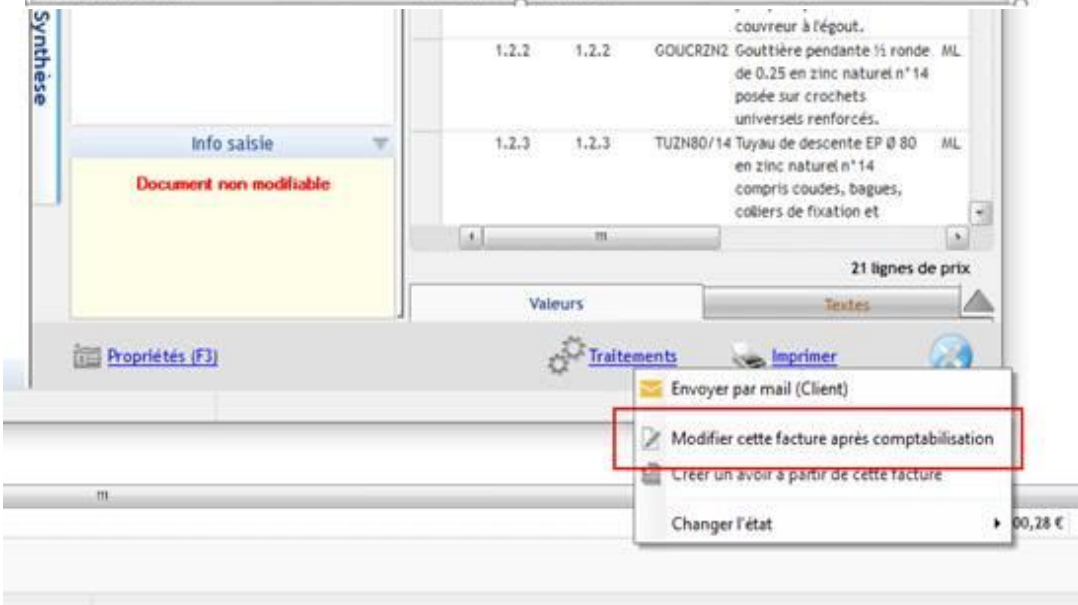 Synthèse
couvreur à l'égout.
1.2.2 1.2.2 GOUCRZN2 Gouttière pendante ½ ronde ML
de 0.25 en zinc naturel n°14
posée sur crochets
universels renforcés.
Info saisie
1.2.3 1.2.3 TUZN80/14 Tuyau de descente EP Ø 80 ML
Document non modifiable
en zinc naturel n°14
compris coudes, bagues,
colliers de fixation et
21 lignes de prix
Valeurs
Textes
Propriétés (F3)
Traitements
Imprimer
Envoyer par mail (Client)
Modifier cette facture après comptabilisation
Créer un avoir à partir de cette facture
Changer l'état
00,28 €